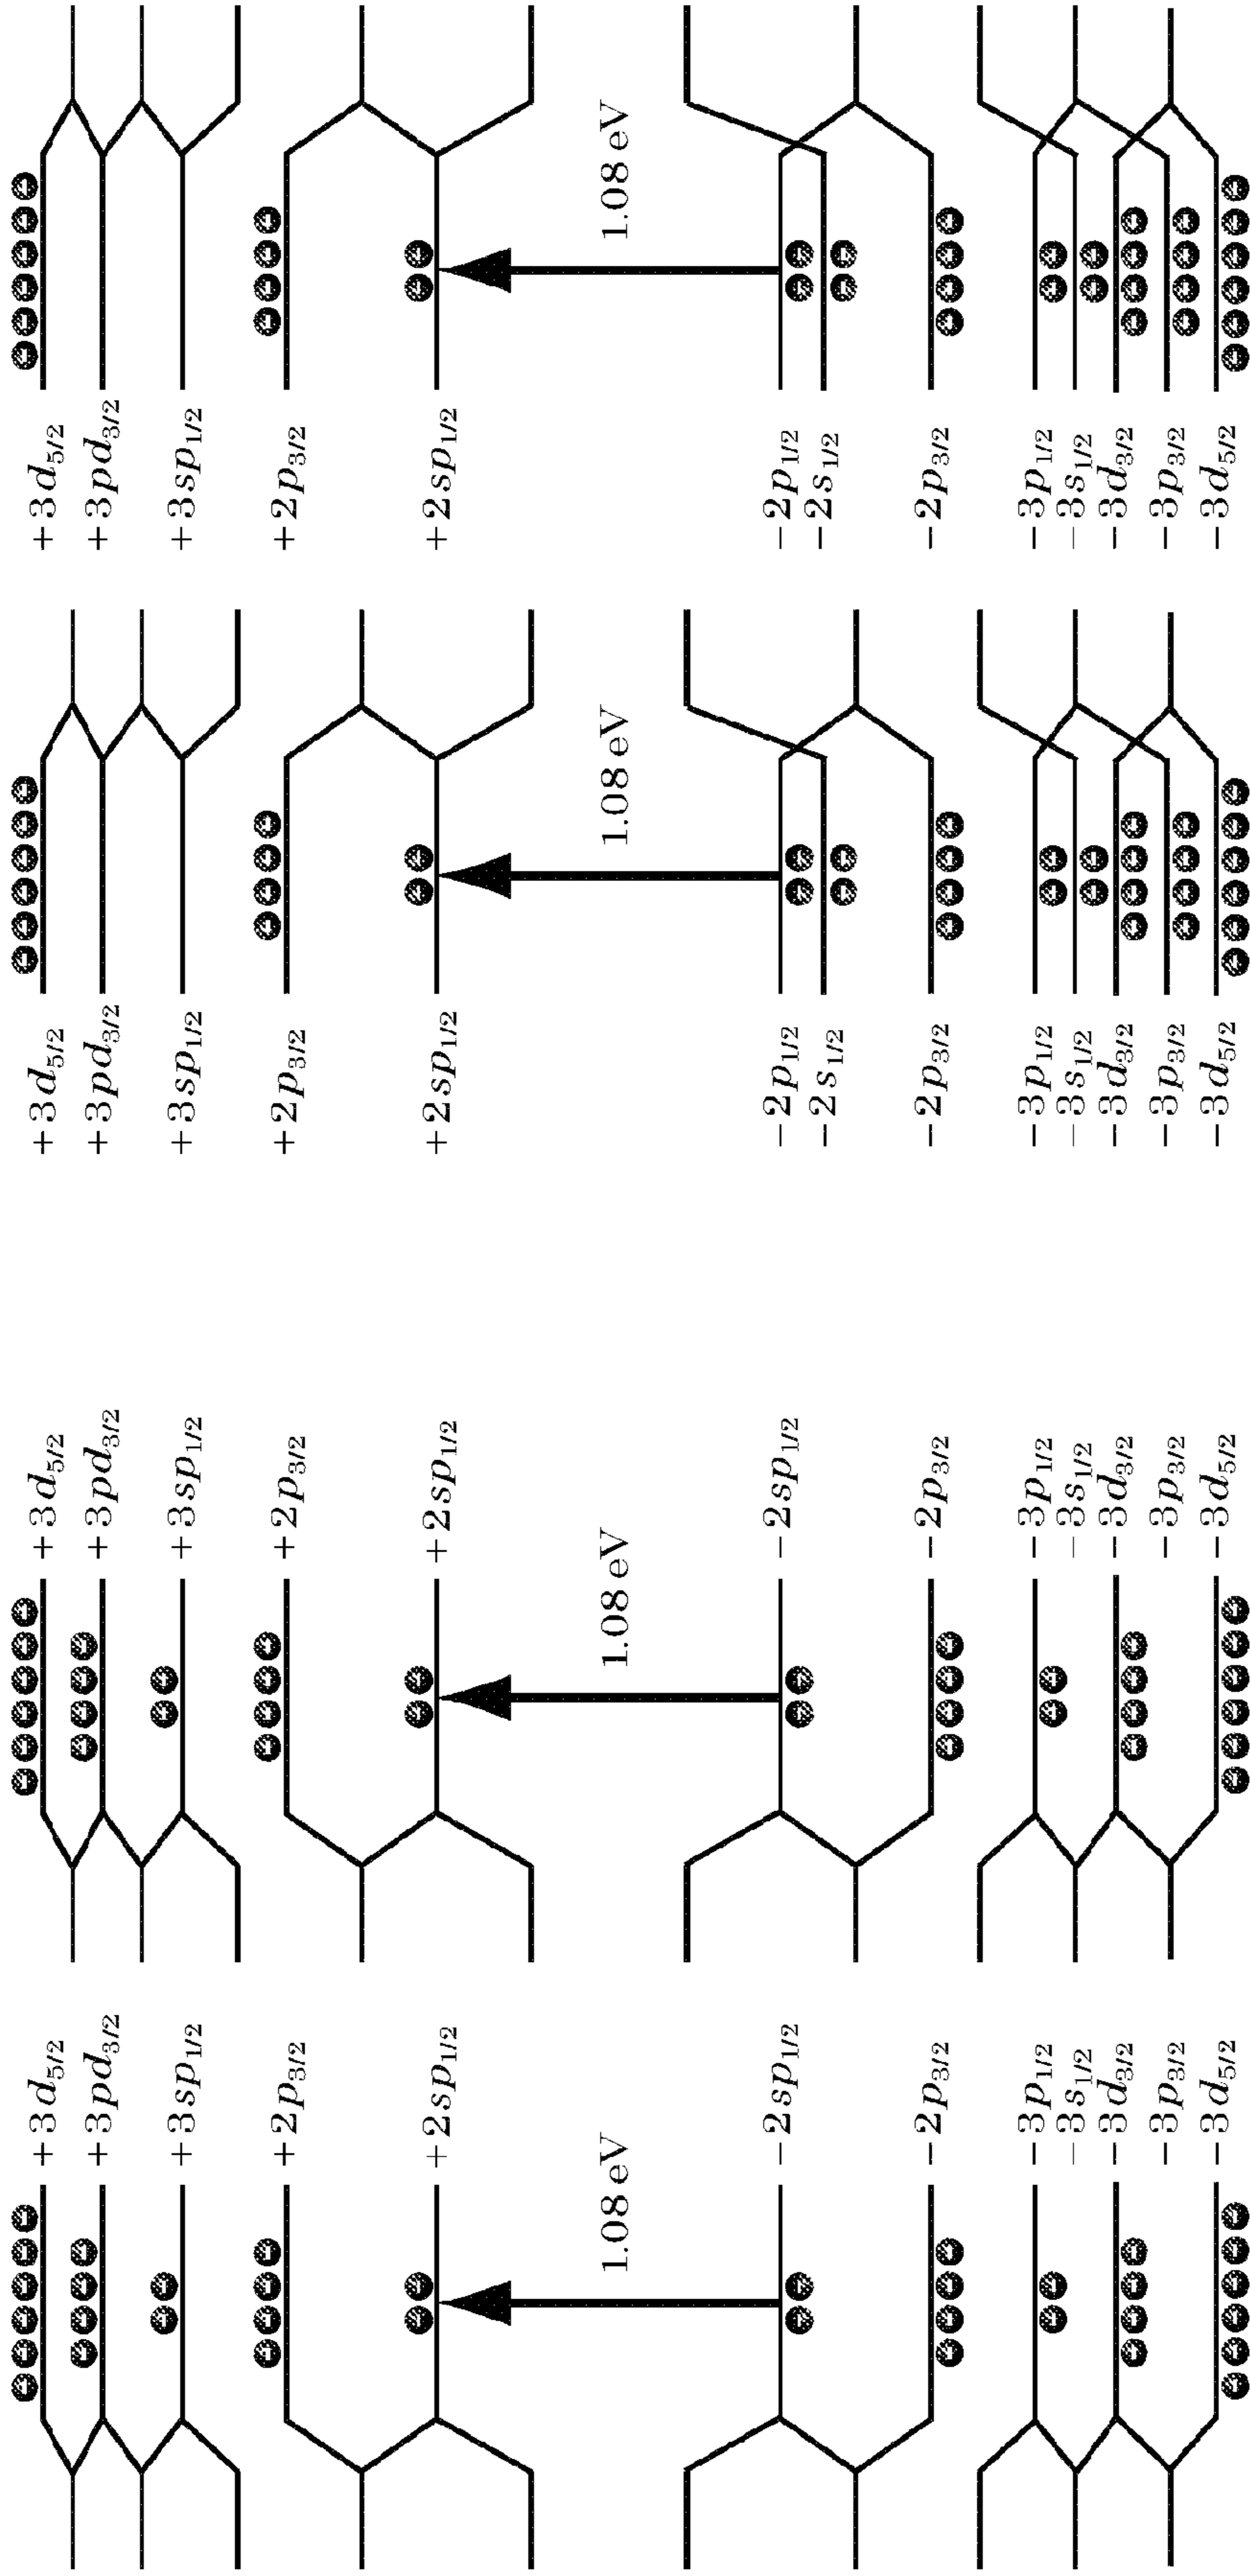 +3d5/2
+3pd3/2
+3sp1/2
+2p3/2
+2sp1/2
1.08 eV
−2sp1/2
−2p3/2
−3p1/2
−3s1/2
−3d3/2
−3p3/2
−3d5/2
+3d5/2
+3pd3/2
+3sp1/2
+2p3/2
+2sp1/2
1.08 eV
−2sp1/2
−2p3/2
−3p1/2
−3s1/2
−3d3/2
−3p3/2
−3d5/2
+3d5/2
+3pd3/2
+3sp1/2
+2p3/2
+2sp1/2
1.08 eV
−2p1/2
−2s1/2
−2p3/2
−3p1/2
−3s1/2
−3d3/2
−3p3/2
−3d5/2
+3d5/2
+3pd3/2
+3sp1/2
+2p3/2
+2sp1/2
1.08 eV
−2p1/2
−2s1/2
−2p3/2
−3p1/2
−3s1/2
−3d3/2
−3p3/2
−3d5/2